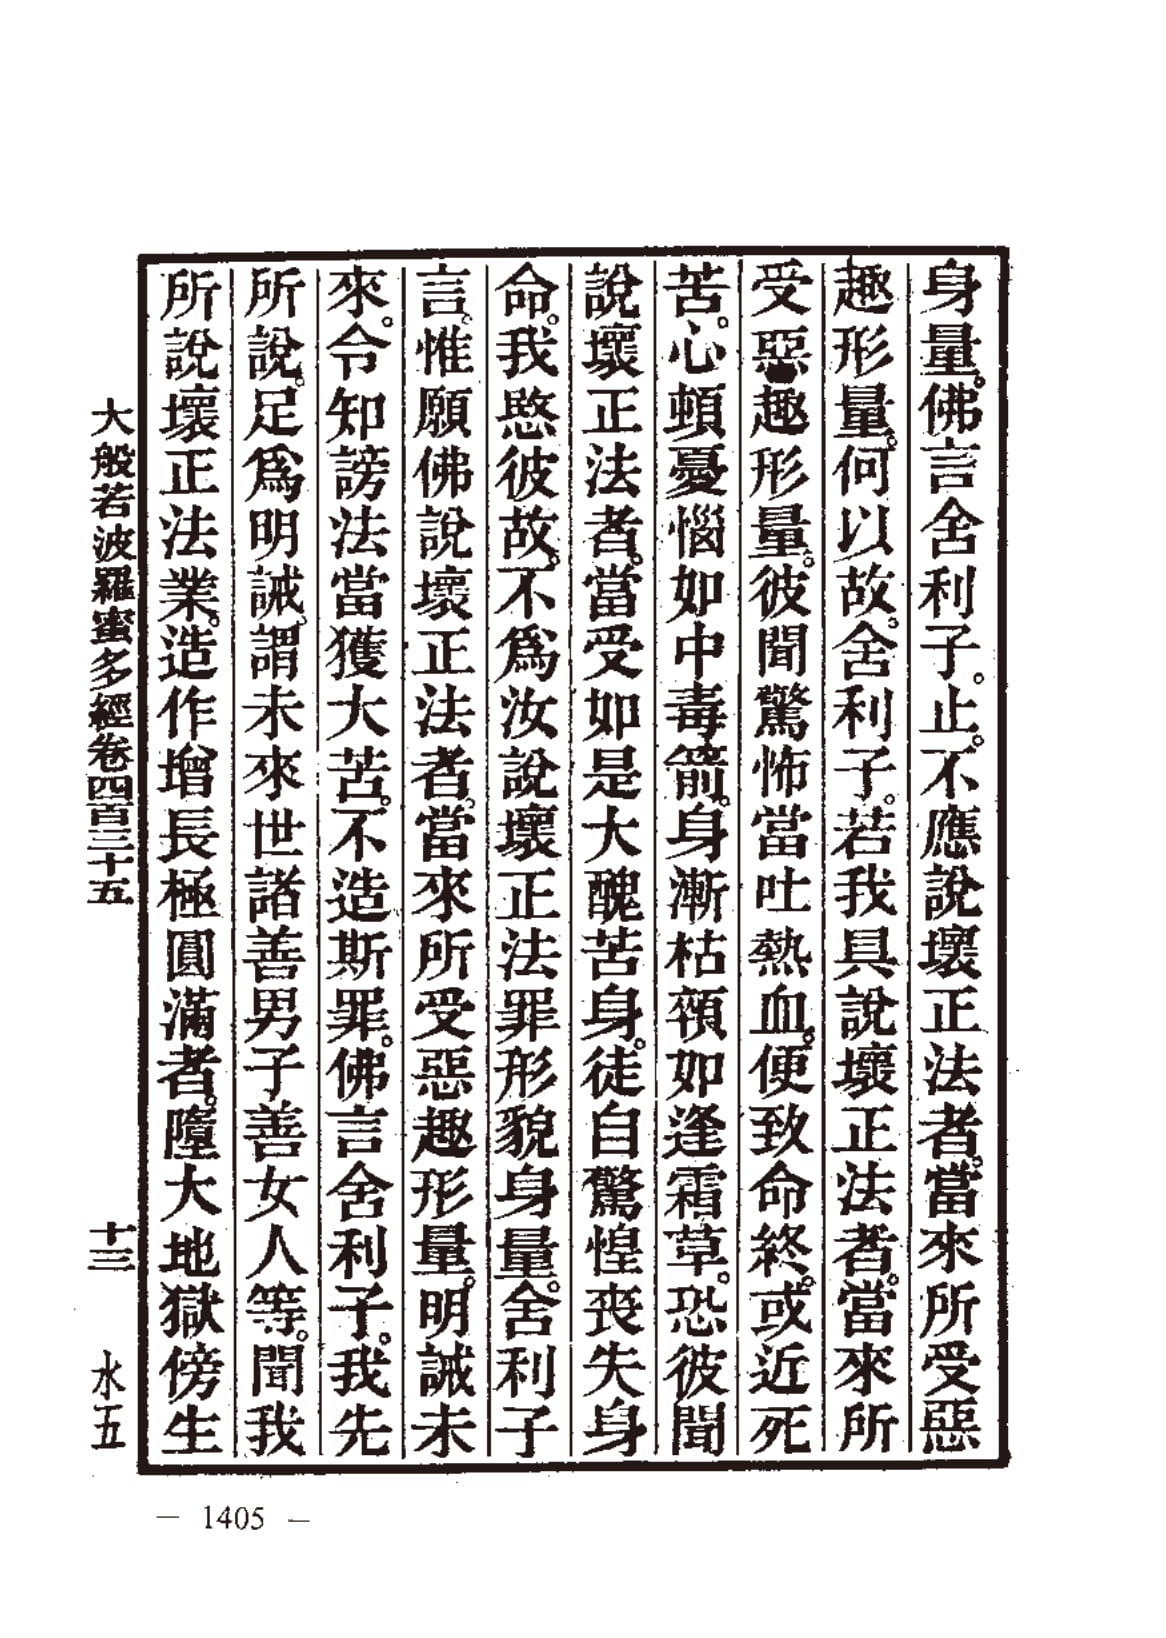 身量。佛言舍利子。止。不應說壞正法者。當來所受惡
趣形量。何以故。舍利子。若我具說壞正法者。當來所
受惡趣形量。彼聞驚怖當吐熱血。便致命終。或近死
苦。心頓憂惱如中毒箭。身漸枯顇如逢霜草。恐彼聞
說壞正法者。當受如是大醜苦身。徒自驚惶喪失身
命。我愍彼故。不爲汝說壞正法罪形貌身量。舍利子
言。惟願佛說壞正法者。當來所受惡趣形量。明誡未
來。令知謗法當獲大苦。不造斯罪。佛言舍利子。我先
所說。足爲明誡。謂未來世諸善男子善女人等。聞我
所說壞正法業。造作增長極圓滿者。墮大地獄傍生
大般若波羅蜜多經卷四百三十五 十三 水五
— 1405 —